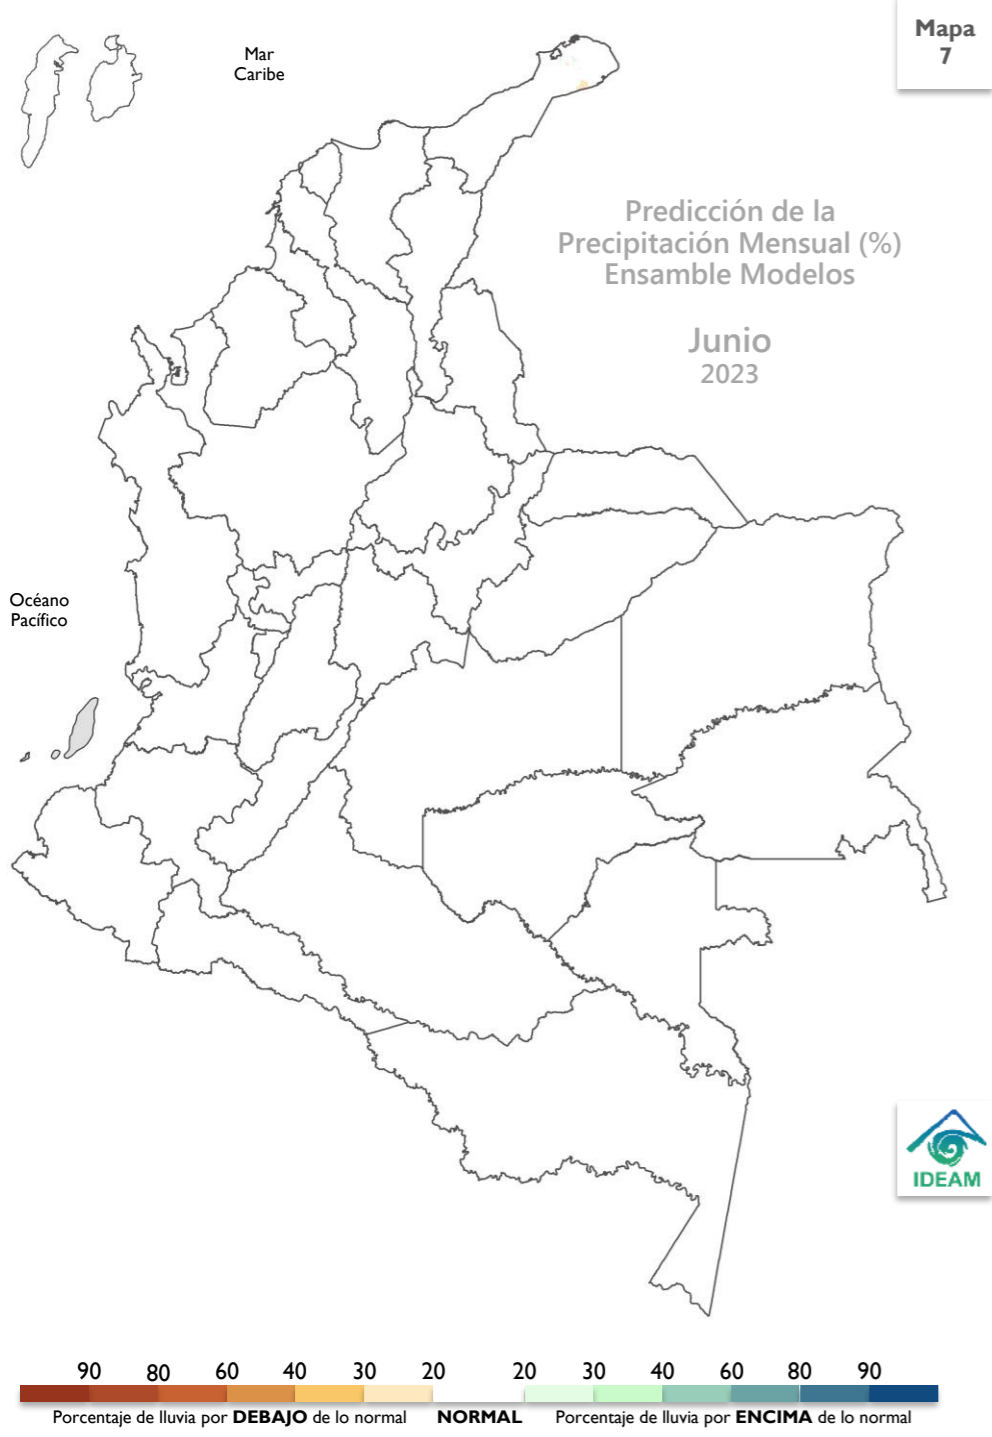 Mapa
7
Mar
Caribe
Predicción de la
Precipitación Mensual (%)
Ensamble Modelos
Junio
2023
Océano
Pacífico
IDEAM
90 80 60 40 30 20 20 30 40 60 80 90
Porcentaje de lluvia por DEBAJO de lo normal NORMAL Porcentaje de lluvia por ENCIMA de lo normal